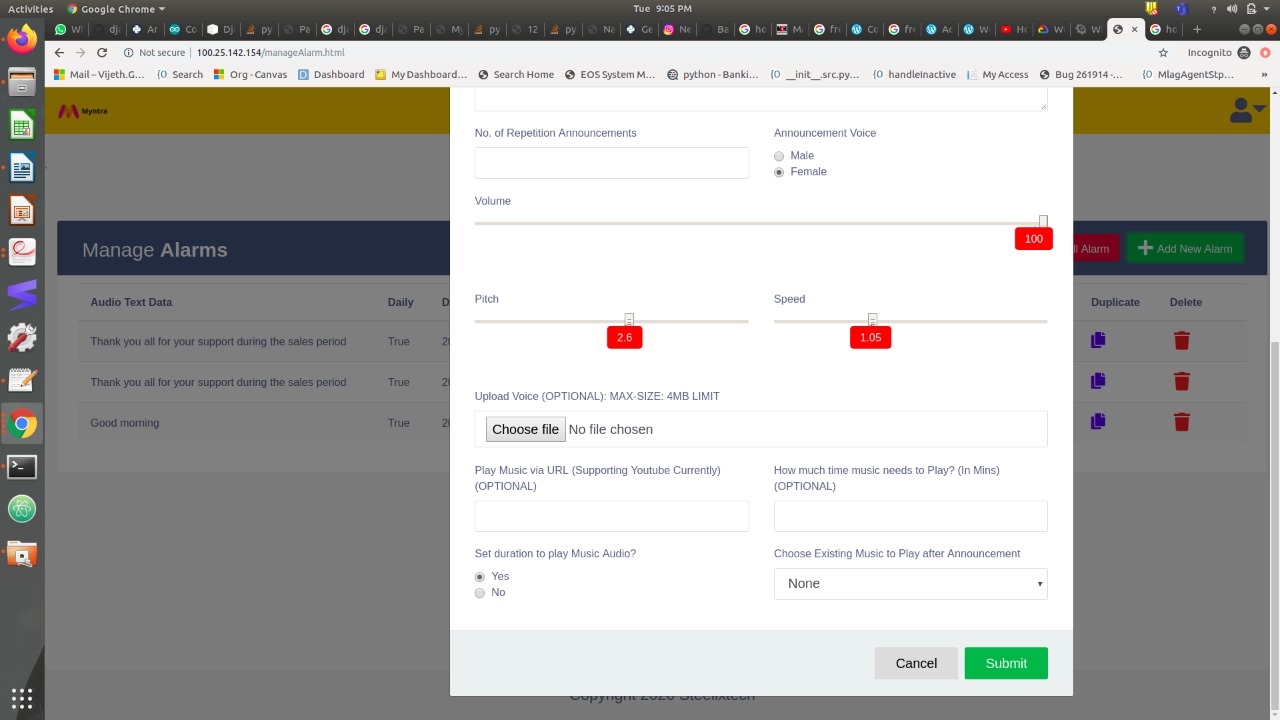 Activities
Google Chrome
Tue 9:05 PM
Not secure
100.25.142.154/manageAlarm.html
Incognito
Mail – Vijeth.G...
Search
Org - Canvas
Dashboard
My Dashboard...
Search Home
EOS System M...
python - Bank...
__init__.src.py...
handleInactive
My Access
Bug 261914 -...
MlagAgentStp...
»
Myntra
No. of Repetition Announcements
Announcement Voice
Male
Female
Volume
100
Manage Alarms
Alarm
Add New Alarm
Pitch
Speed
2.6
1.05
Audio Text Data
Daily
Duplicate
Delete
Thank you all for your support during the sales period
True
Thank you all for your support during the sales period
True
Good morning
True
Upload Voice (OPTIONAL): MAX-SIZE: 4MB LIMIT
Choose file
No file chosen
Play Music via URL (Supporting Youtube Currently)
(OPTIONAL)
How much time music needs to Play? (In Mins)
(OPTIONAL)
Set duration to play Music Audio?
Yes
No
Choose Existing Music to Play after Announcement
None
Cancel
Submit